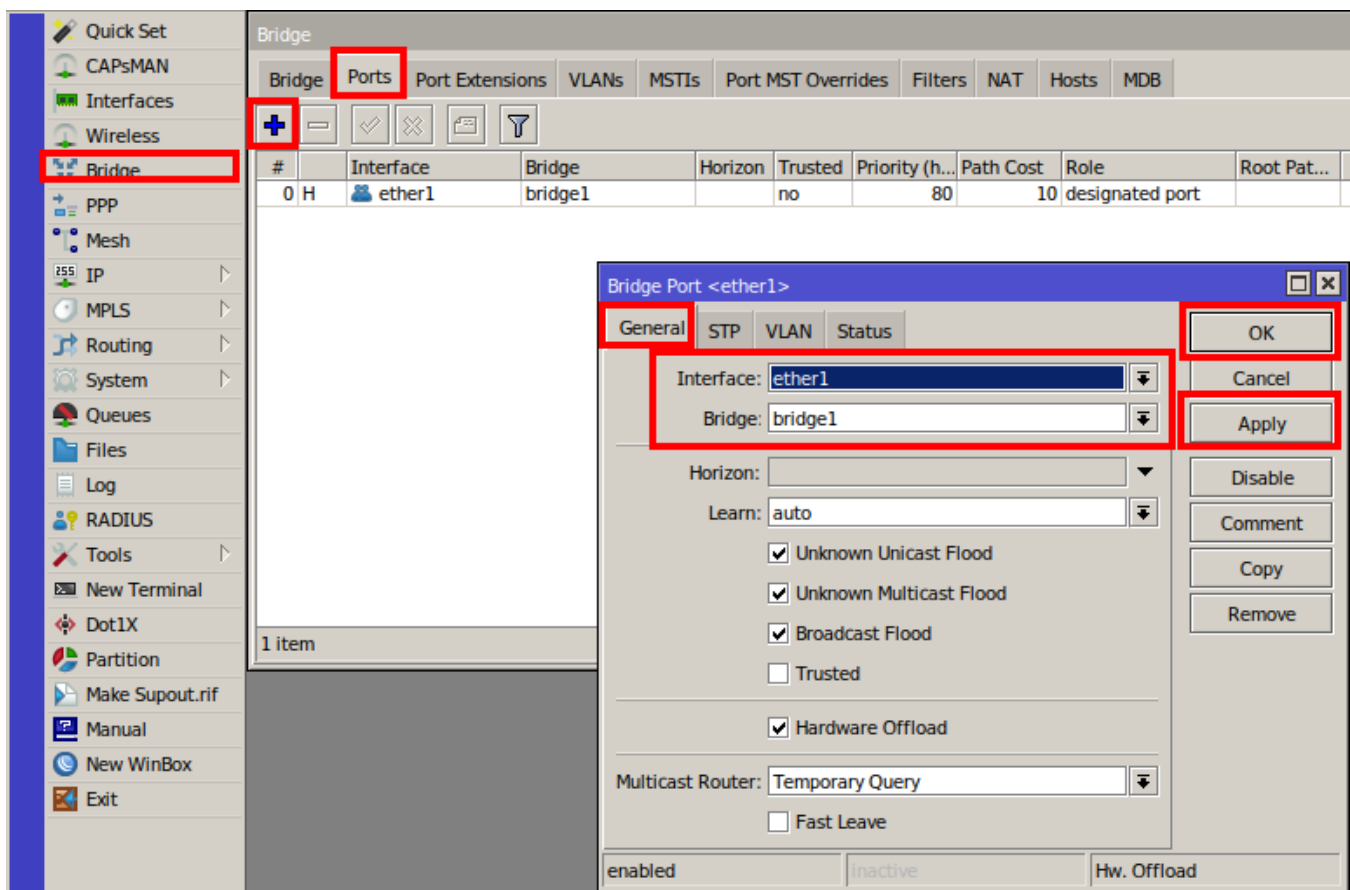 Quick Set
CAPsMAN
Interfaces
Wireless
Bridge
PPP
Mesh
255 IP
MPLS
Routing
System
Queues
Files
Log
RADIUS
Tools
New Terminal
Dot1X
Partition
Make Supout.rif
Manual
New WinBox
Exit
Bridge
Bridge Ports Port Extensions VLANs MSTIs Port MST Overrides Filters NAT Hosts MDB
# Interface Bridge Horizon Trusted Priority (h... Path Cost Role Root Pat...
0 H ether1 bridge1 no 80 10 designated port
1 item
Bridge Port <ether1>
General STP VLAN Status
Interface: ether1
Bridge: bridge1
Horizon:
Learn: auto
Unknown Unicast Flood
Unknown Multicast Flood
Broadcast Flood
Trusted
Hardware Offload
Multicast Router: Temporary Query
Fast Leave
OK
Cancel
Apply
Disable
Comment
Copy
Remove
enabled inactive Hw. Offload